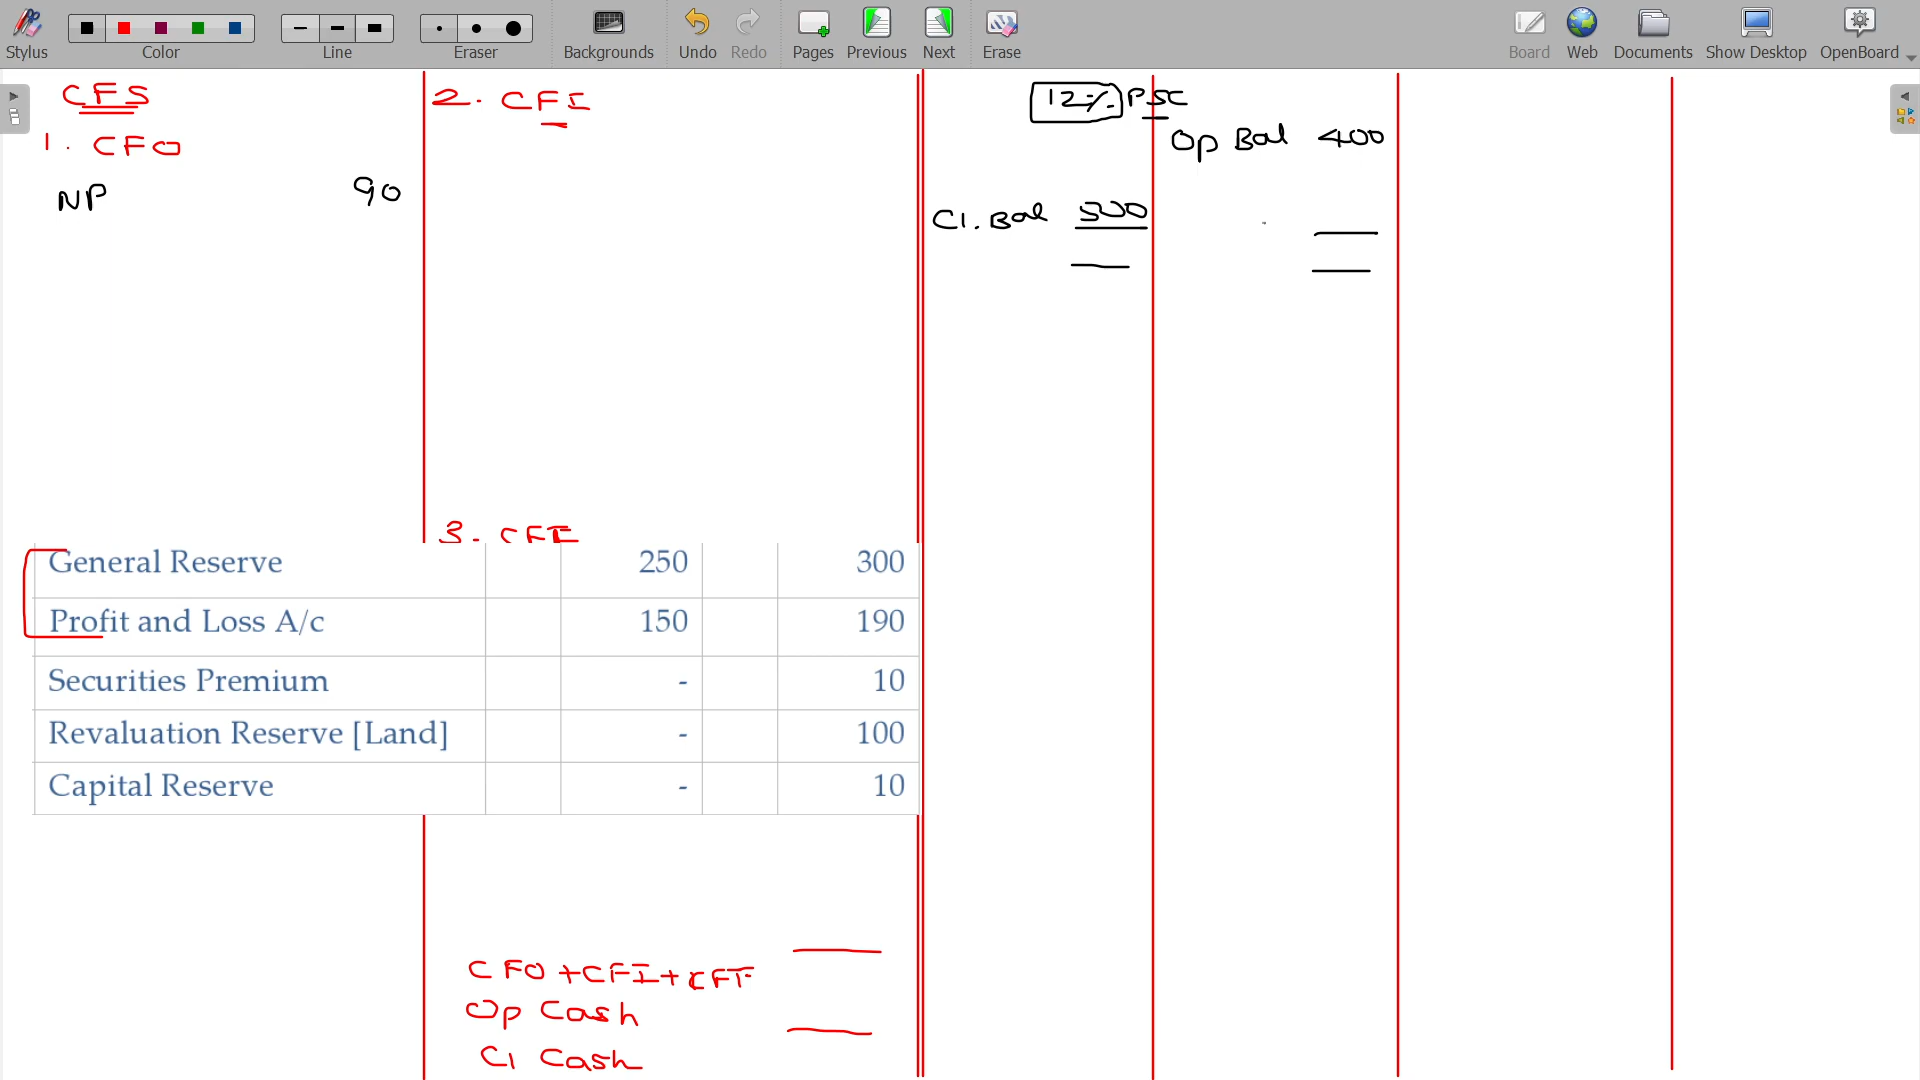 Stylus Color Line Eraser Backgrounds Undo Redo Pages Previous Next Erase Board Web Documents Show Desktop OpenBoard
CFS
1. CFO
NP 90
2. CFI
12% PSC
Op Bal 400
Cl. Bal 500
3. CFF
General Reserve 250 300
Profit and Loss A/c 150 190
Securities Premium - 10
Revaluation Reserve [Land] - 100
Capital Reserve - 10
CFO + CFI + CFF
Op Cash
Cl Cash